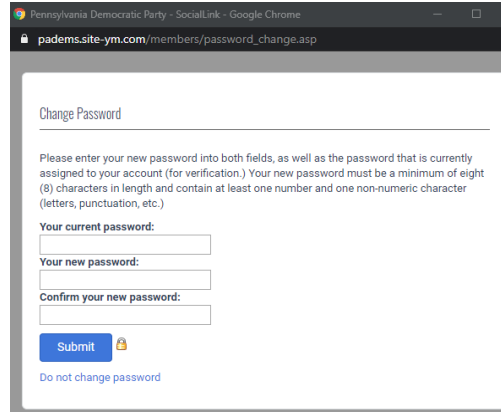 Pennsylvania Democratic Party - SocialLink - Google Chrome
padems.site-ym.com/members/password_change.asp
Change Password
Please enter your new password into both fields, as well as the password that is currently
assigned to your account (for verification.) Your new password must be a minimum of eight
(8) characters in length and contain at least one number and one non-numeric character
(letters, punctuation, etc.)
Your current password:
Your new password:
Confirm your new password:
Submit
Do not change password